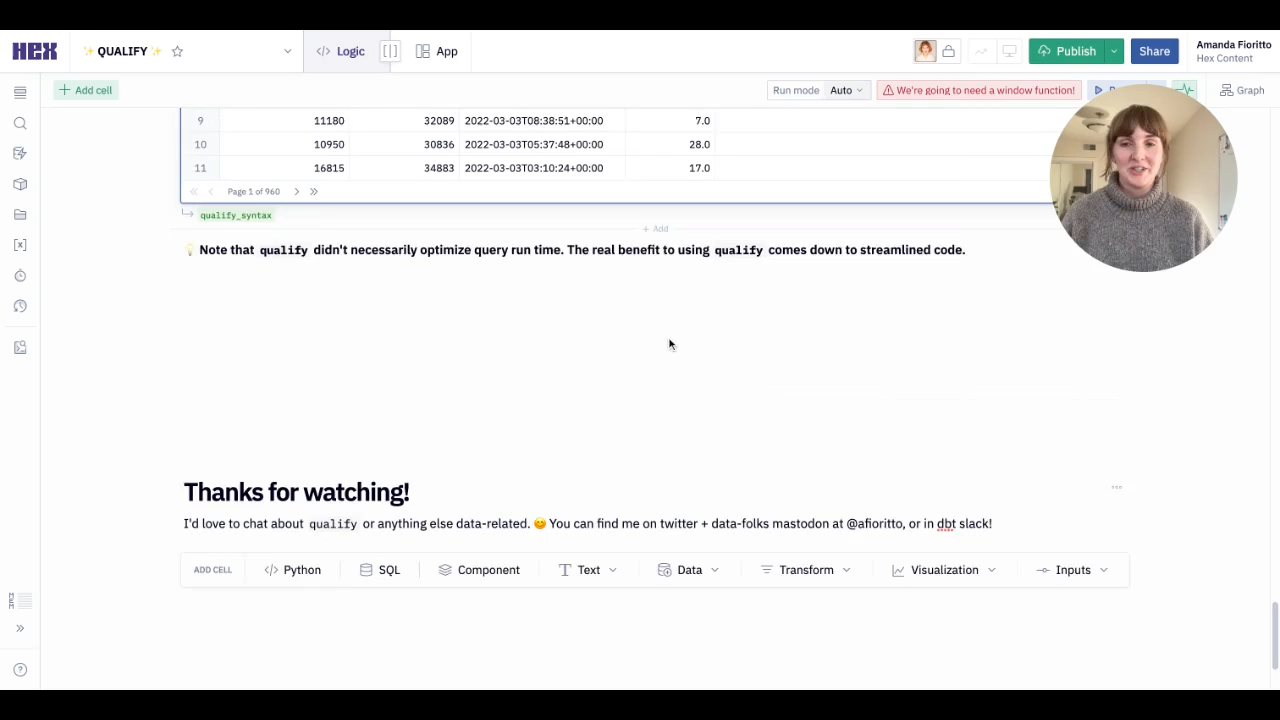 HEX
✨ QUALIFY ✨
Logic
App
Publish
Share
Amanda Fioritto
Hex Content
Add cell
Run mode Auto
We're going to need a window function!
Graph
9 11180 32089 2022-03-03T08:38:51+00:00 7.0
10 10950 30836 2022-03-03T05:37:48+00:00 28.0
11 16815 34883 2022-03-03T03:10:24+00:00 17.0
Page 1 of 960
qualify_syntax
+ Add
💡 Note that qualify didn't necessarily optimize query run time. The real benefit to using qualify comes down to streamlined code.
Thanks for watching!
I'd love to chat about qualify or anything else data-related. 😊 You can find me on twitter + data-folks mastodon at @afioritto, or in dbt slack!
ADD CELL Python SQL Component Text Data Transform Visualization Inputs